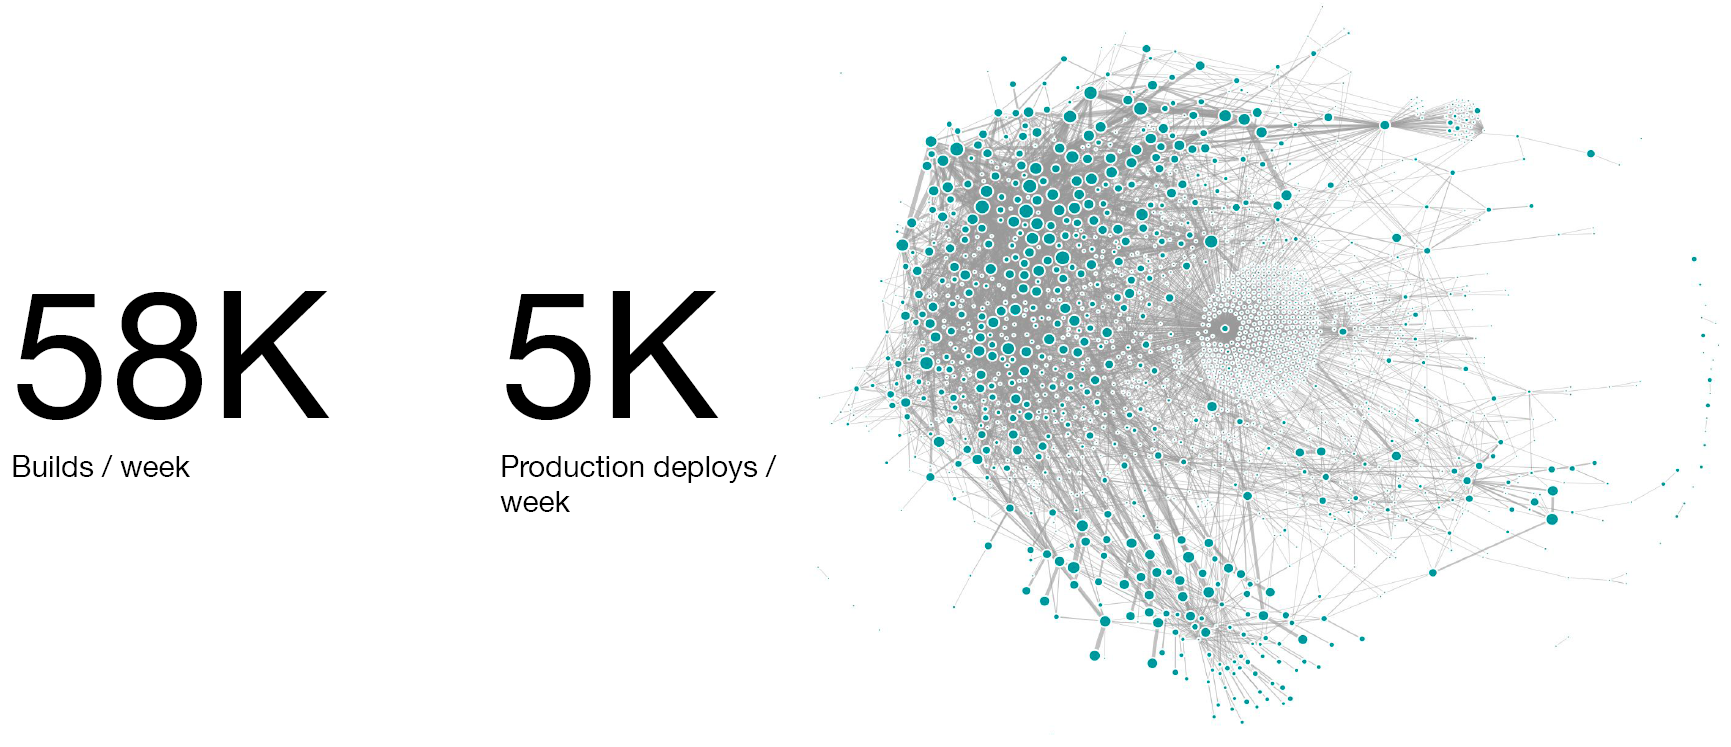 58K
Builds / week
5K
Production deploys /
week